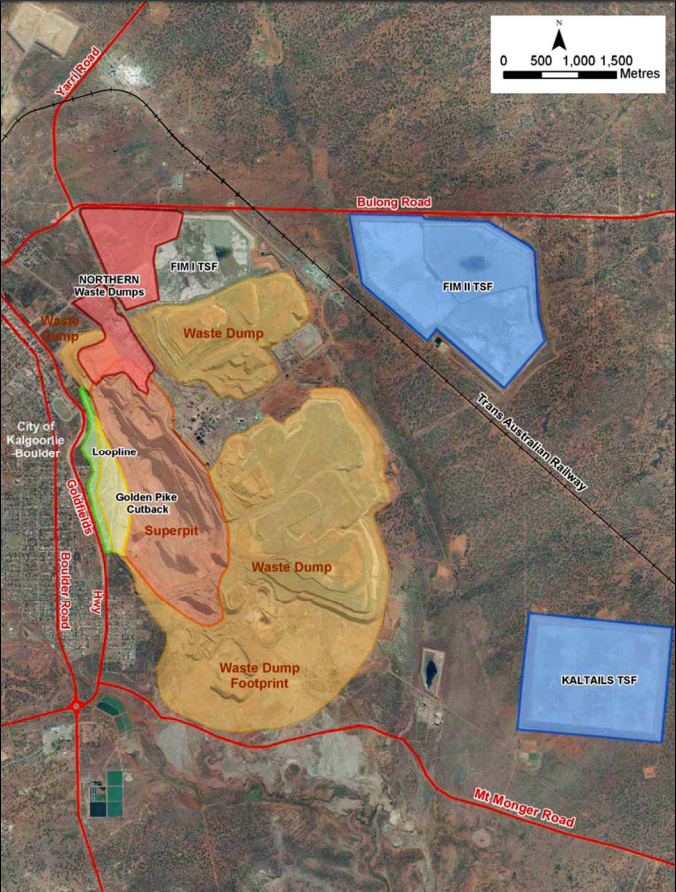 N
0 500 1,000 1,500
Metres
Yarri Road
Bulong Road
FIM I TSF
NORTHERN
Waste Dumps
FIM II TSF
Waste
Dump
Waste Dump
Trans Australian Railway
City of
Kalgoorlie
-Boulder
Loopline
Goldfields
Golden Pike
Cutback
Superpit
Boulder Road
Hwy
Waste Dump
Waste Dump
Footprint
KALTAILS TSF
Mt Monger Road